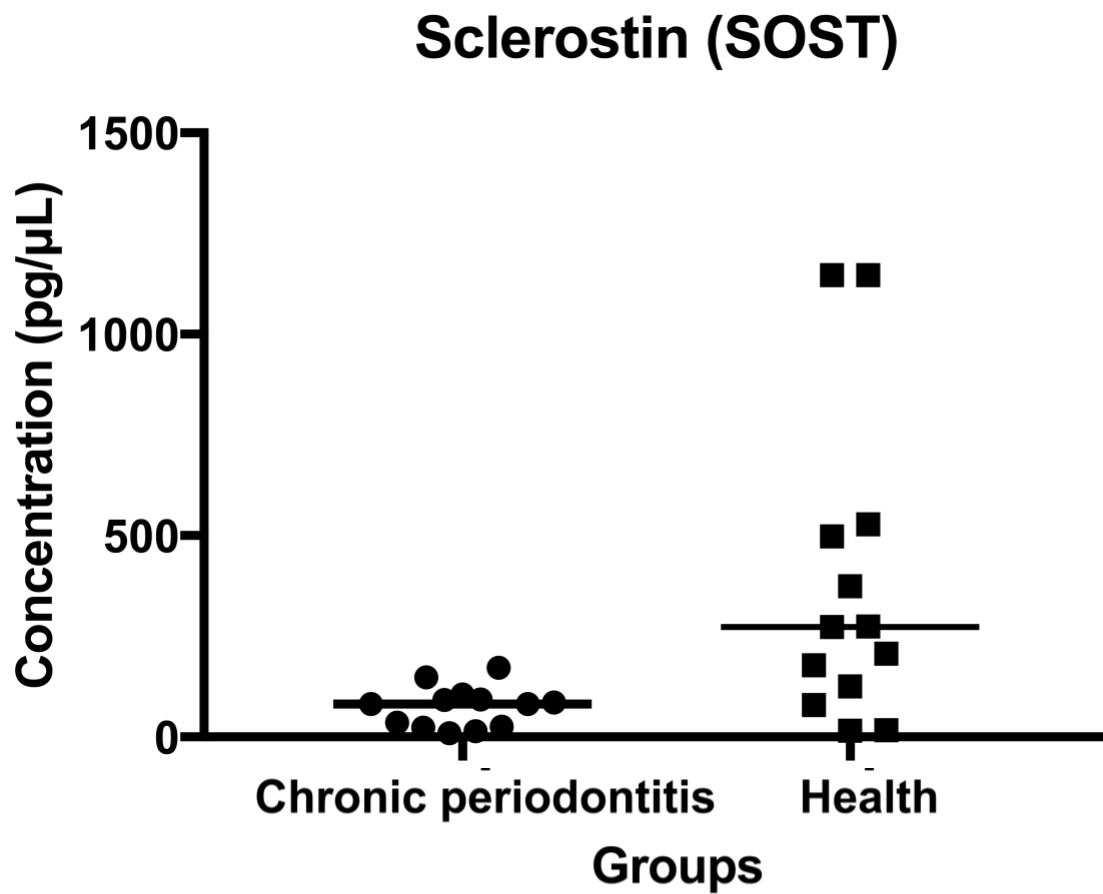 Sclerostin (SOST)
Concentration (pg/µL)
1500
1000
500
0
Chronic periodontitis
Health
Groups